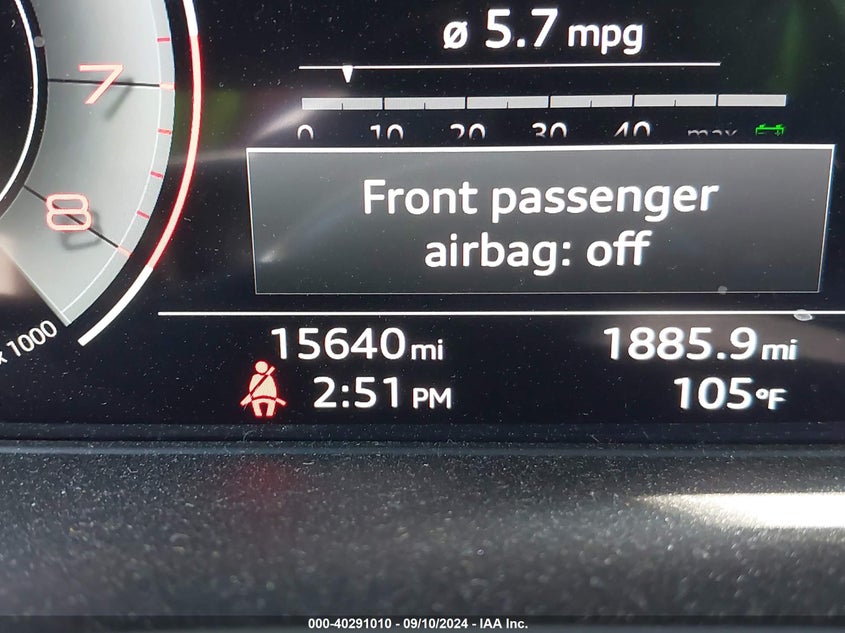 ø 5.7 mpg
0 10 20 30 40 max
Front passenger
airbag: off
7
8
x 1000
15640 mi 1885.9 mi
2:51 PM 105 °F
000-40291010 - 09/10/2024 - IAA Inc.